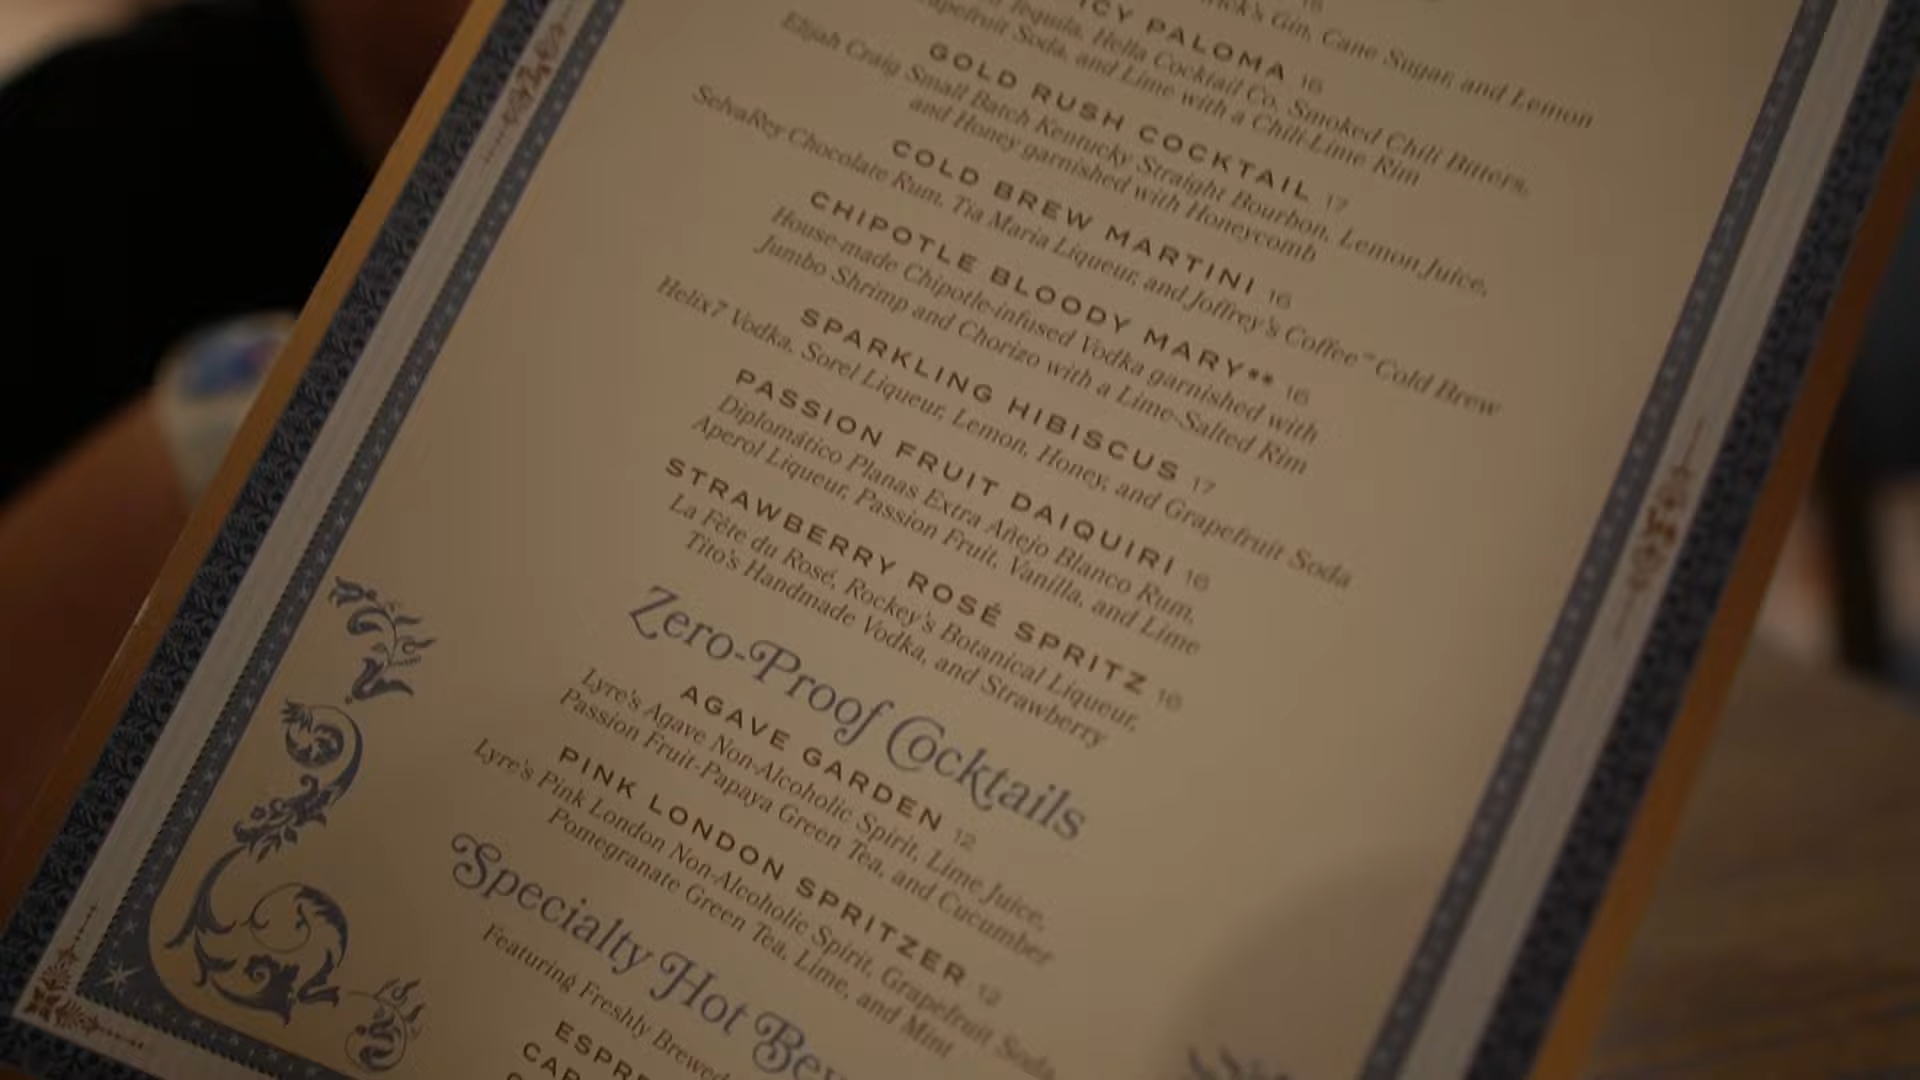 Gin, Cane Sugar, and Lemon
PALOMA 16
Tequila, Hella Cocktail Co. Smoked Chili Bitters,
Grapefruit Soda, and Lime with a Chili-Lime Rim
GOLD RUSH COCKTAIL 17
Elijah Craig Small Batch Kentucky Straight Bourbon, Lemon Juice,
and Honey garnished with Honeycomb
COLD BREW MARTINI 16
SelvaRey Chocolate Rum, Tia Maria Liqueur, and Joffrey's Coffee™ Cold Brew
CHIPOTLE BLOODY MARY** 16
House-made Chipotle-infused Vodka garnished with
Jumbo Shrimp and Chorizo with a Lime-Salted Rim
SPARKLING HIBISCUS 17
Helix7 Vodka, Sorel Liqueur, Lemon, Honey, and Grapefruit Soda
PASSION FRUIT DAIQUIRI 16
Diplomático Planas Extra Añejo Blanco Rum,
Aperol Liqueur, Passion Fruit, Vanilla, and Lime
STRAWBERRY ROSÉ SPRITZ 16
La Fête du Rosé, Rockey's Botanical Liqueur,
Tito's Handmade Vodka, and Strawberry
Zero-Proof Cocktails
AGAVE GARDEN 12
Lyre's Agave Non-Alcoholic Spirit, Lime Juice,
Passion Fruit-Papaya Green Tea, and Cucumber
PINK LONDON SPRITZER 12
Lyre's Pink London Non-Alcoholic Spirit, Grapefruit Soda,
Pomegranate Green Tea, Lime, and Mint
Specialty Hot
Featuring Freshly Brewed